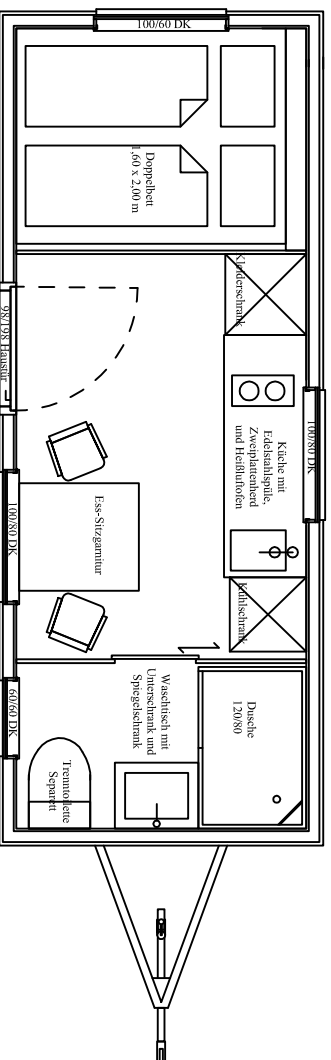 100/60 DK
Doppelbett
1,60 x 2,00 m
Kleiderschrank
98/198 Haustür
100/80 DK
Küche mit
Edelstahlspüle,
Zweiplattenherd
und Heißluftofen
Ess-Sitzgarnitur
100/80 DK
Kühlschrank
60/60 DK
Waschtisch mit
Unterschrank und
Spiegelschrank
Dusche
120/80
Trenntoilette
Separett